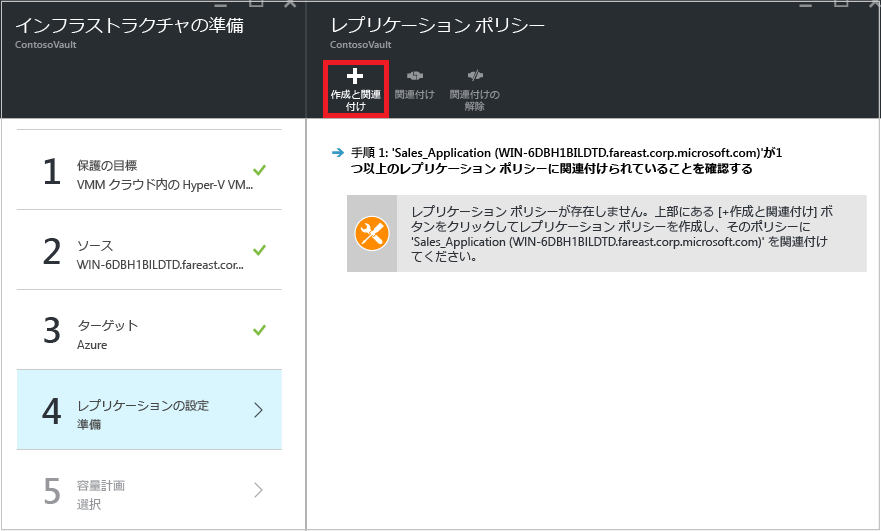 インフラストラクチャの準備
ContosoVault
1
保護の目標
VMM クラウド内の Hyper-V VM...
2
ソース
WIN-6DBH1BILDTD.fareast.cor...
3
ターゲット
Azure
4
レプリケーションの設定
準備
5
容量計画
選択
レプリケーション ポリシー
ContosoVault
作成と関連
付け
関連付け
関連付けの
解除
手順 1: 'Sales_Application (WIN-6DBH1BILDTD.fareast.corp.microsoft.com)'が1
つ以上のレプリケーション ポリシーに関連付けられていることを確認する
レプリケーション ポリシーが存在しません。上部にある [+作成と関連付け] ボ
タンをクリックしてレプリケーション ポリシーを作成し、そのポリシーに
'Sales_Application (WIN-6DBH1BILDTD.fareast.corp.microsoft.com)' を関連付け
てください。